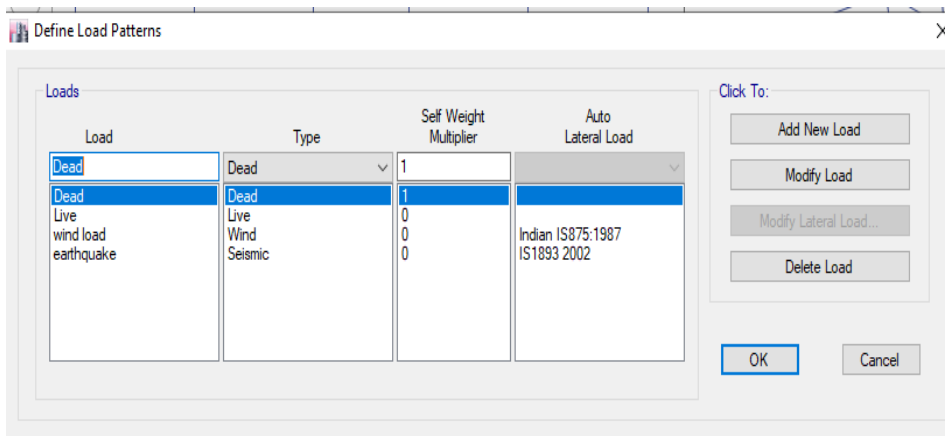 Define Load Patterns
Loads
Click To:
Load Type Self Weight Multiplier Auto Lateral Load
Dead Dead 1
Dead Dead 1
Live Live 0
wind load Wind 0 Indian IS875:1987
earthquake Seismic 0 IS1893 2002
Add New Load
Modify Load
Modify Lateral Load...
Delete Load
OK Cancel